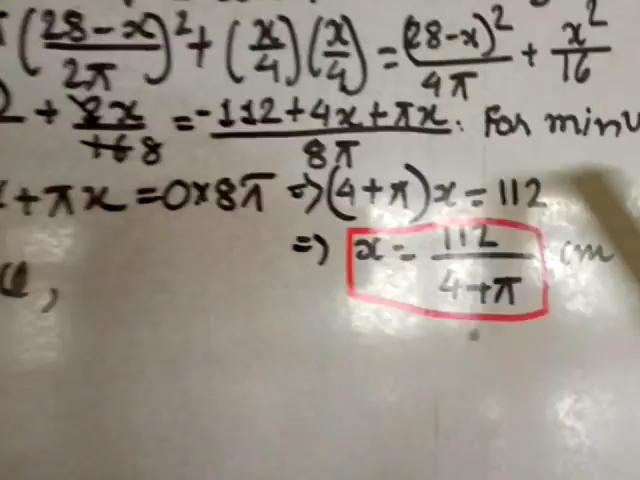 π((28-x)/2π)² + (x/4)(x/4) = (28-x)²/4π + x²/16
+ 2x/16 8 = -112+4x+πx/8π . For minu
+πx = 0×8π => (4+π)x = 112
=> x = 112/4+π cm